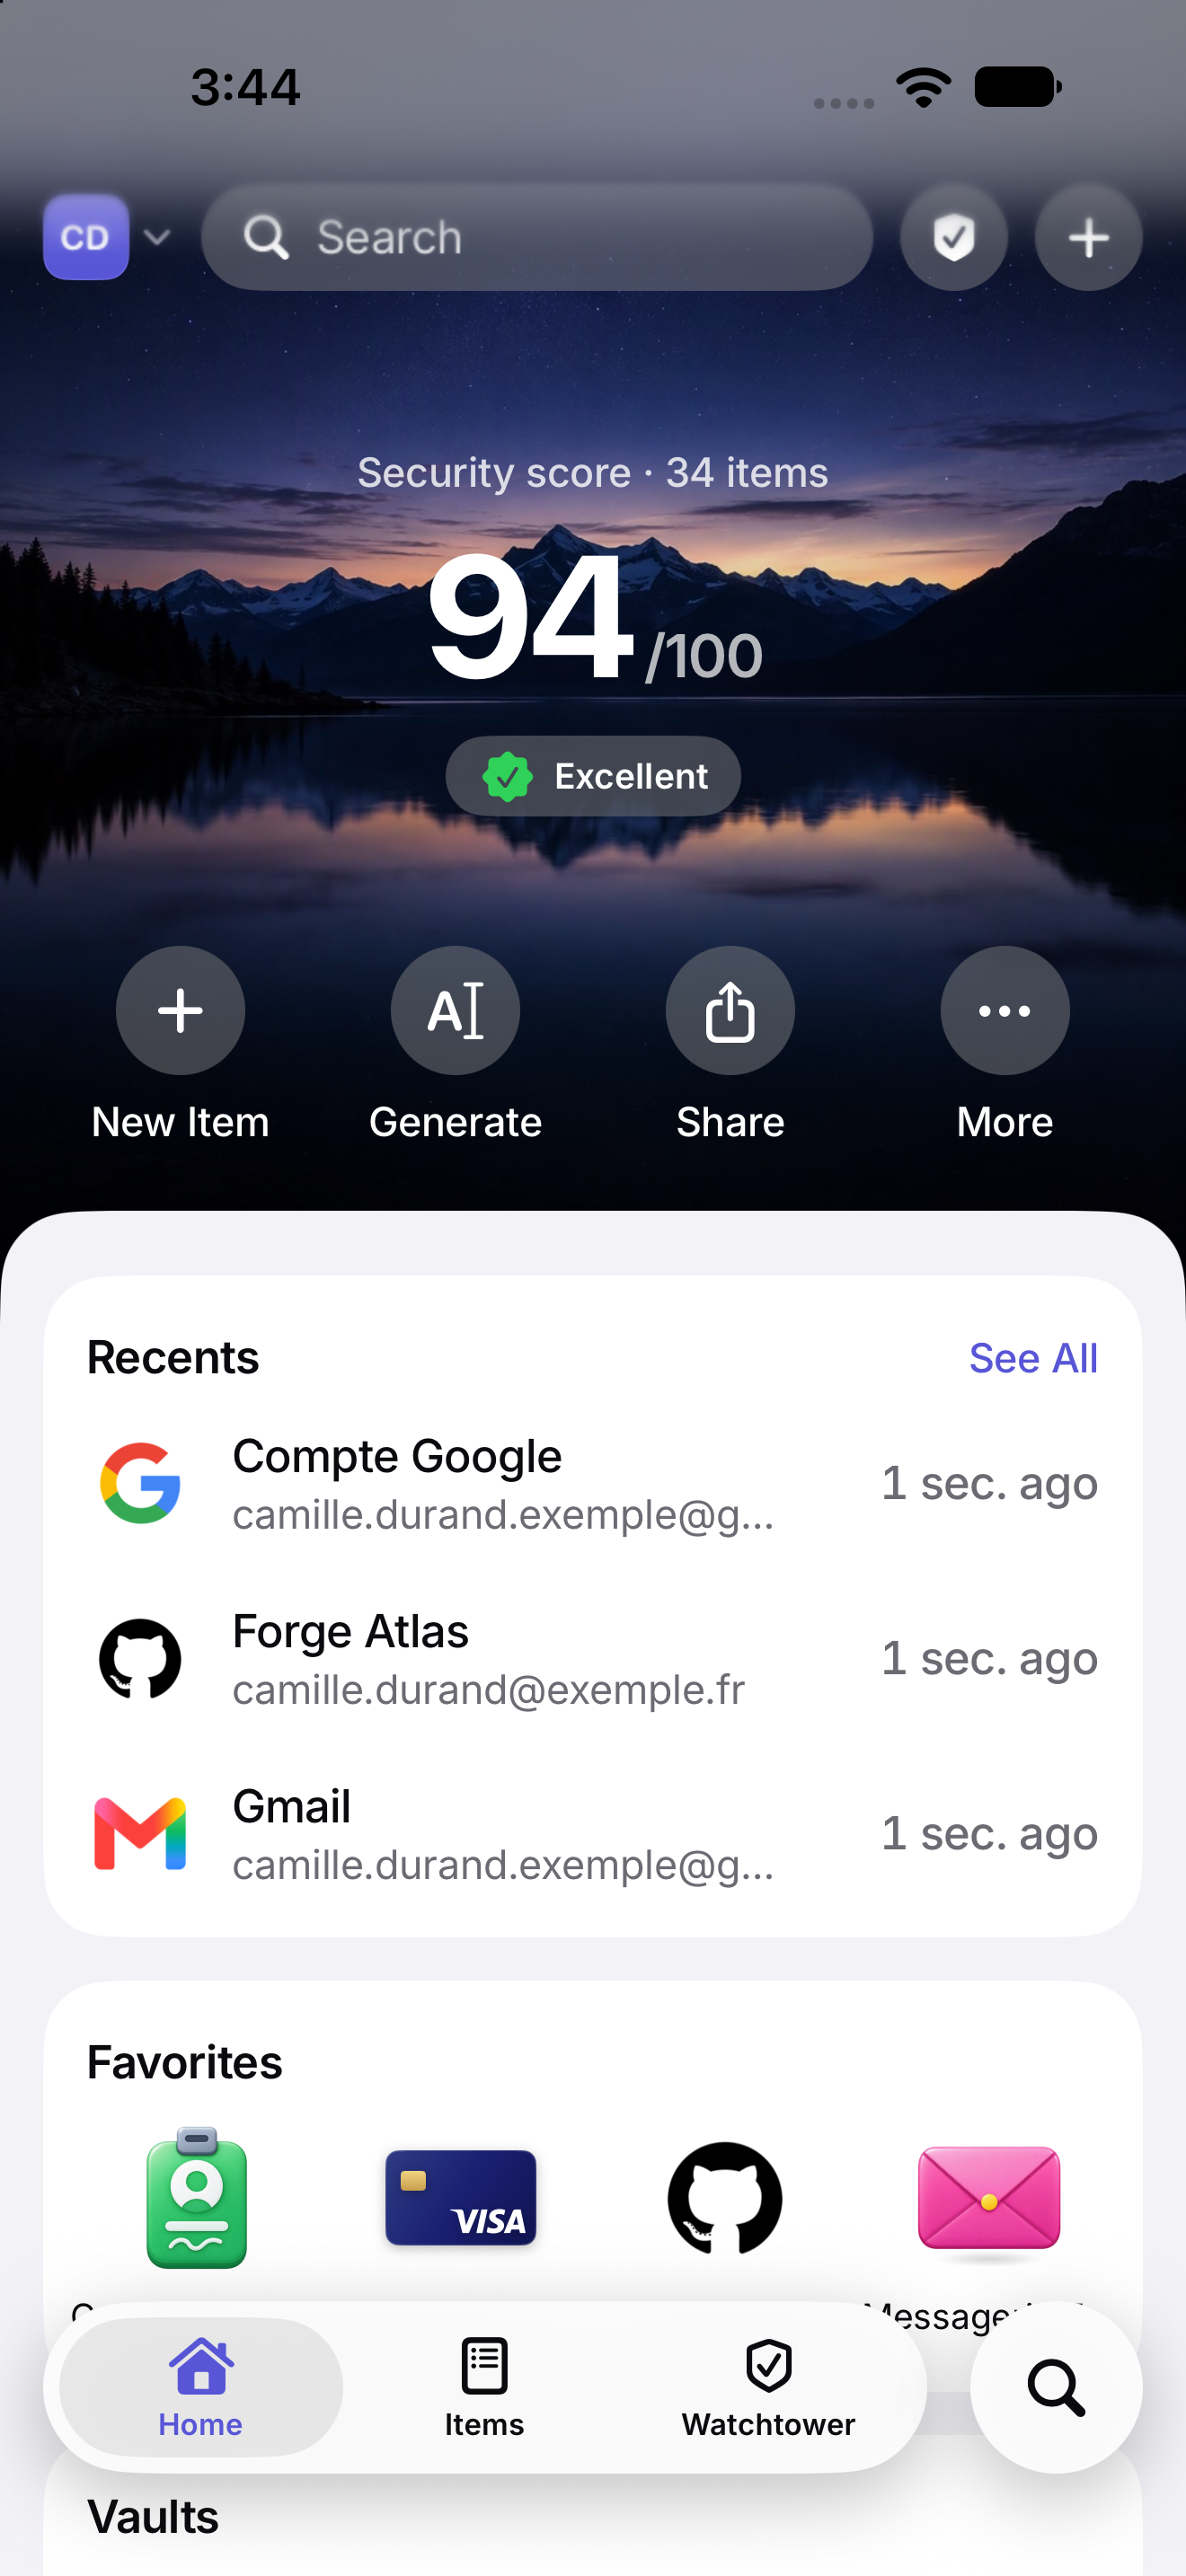 3:44
CD
Search
Security score · 34 items
94 /100
Excellent
New Item
Generate
Share
More
Recents
See All
Compte Google
camille.durand.exemple@g...
1 sec. ago
Forge Atlas
camille.durand@exemple.fr
1 sec. ago
Gmail
camille.durand.exemple@g...
1 sec. ago
Favorites
VISA
Home
Items
Watchtower
Vaults